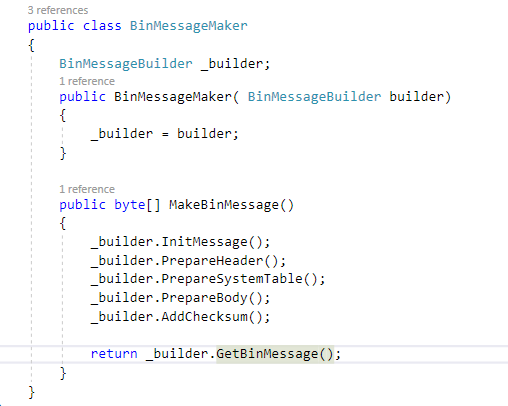 3 references
public class BinMessageMaker
{
BinMessageBuilder _builder;
1 reference
public BinMessageMaker( BinMessageBuilder builder)
{
_builder = builder;
}
1 reference
public byte[] MakeBinMessage()
{
_builder.InitMessage();
_builder.PrepareHeader();
_builder.PrepareSystemTable();
_builder.PrepareBody();
_builder.AddChecksum();
return _builder.GetBinMessage();
}
}